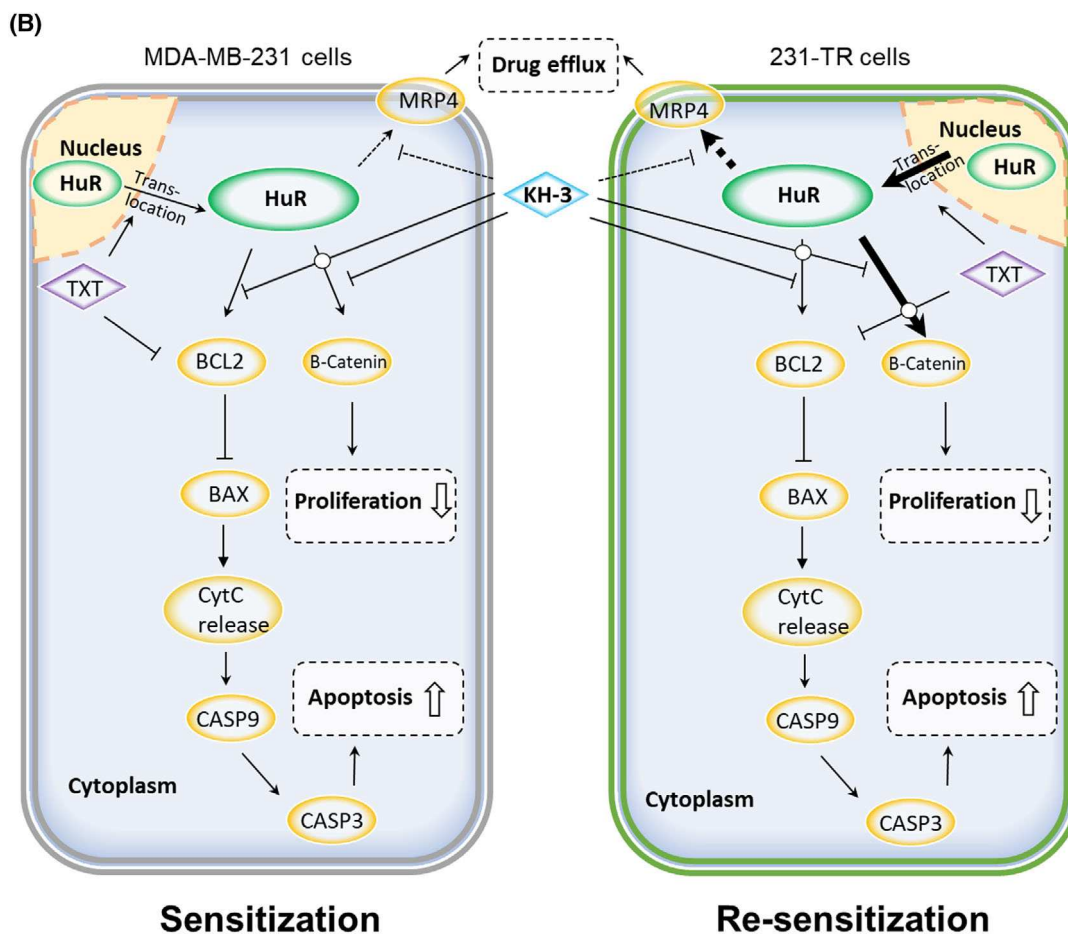 (B)
MDA-MB-231 cells
Drug efflux
231-TR cells
MRP4
MRP4
Nucleus
HuR
Trans-
location
HuR
KH-3
HuR
Nucleus
Trans-
location
HuR
TXT
TXT
BCL2
B-Catenin
BCL2
B-Catenin
BAX
Proliferation
BAX
Proliferation
CytC
release
CytC
release
Apoptosis
Apoptosis
CASP9
CASP9
Cytoplasm
Cytoplasm
CASP3
CASP3
Sensitization
Re-sensitization